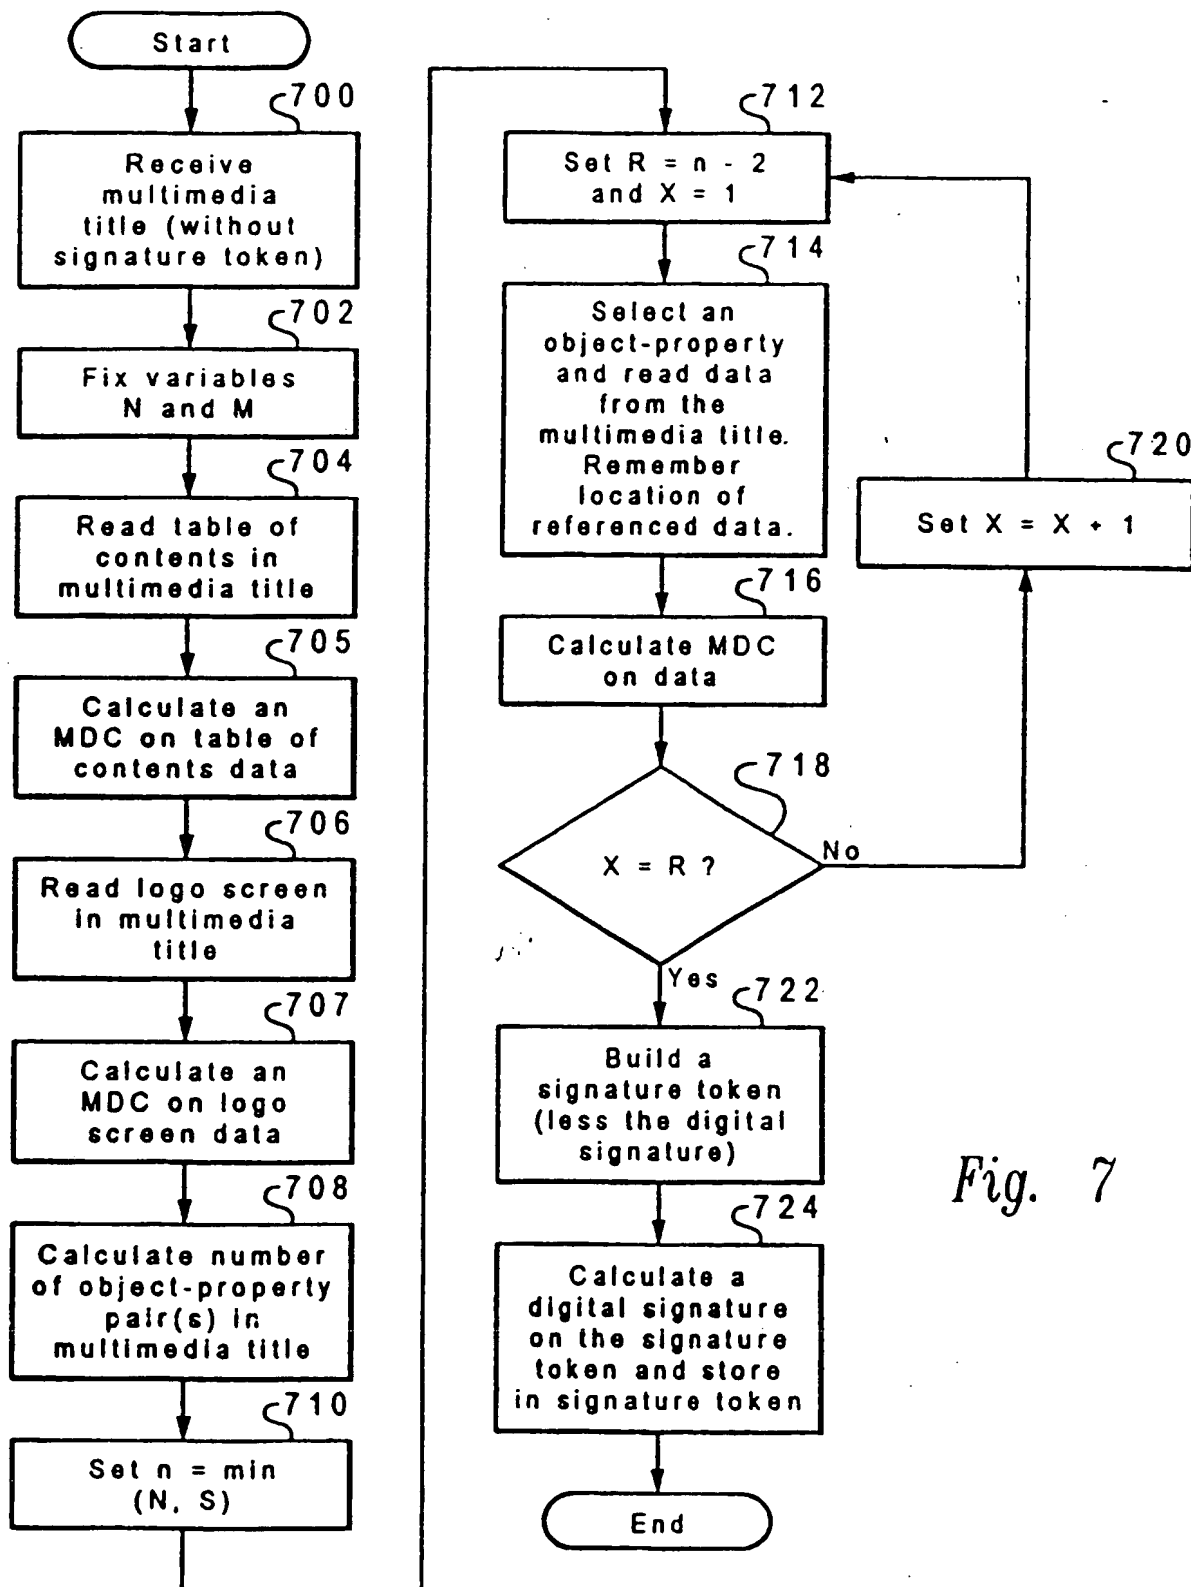 Start
700
Receive
multimedia
title (without
signature token)
702
Fix variables
N and M
704
Read table of
contents in
multimedia title
705
Calculate an
MDC on table of
contents data
706
Read logo screen
in multimedia
title
707
Calculate an
MDC on logo
screen data
708
Calculate number
of object-property
pair(s) in
multimedia title
710
Set n = min
(N, S)
712
Set R = n - 2
and X = 1
714
Select an
object-property
and read data
from the
multimedia title.
Remember
location of
referenced data.
716
Calculate MDC
on data
718
X = R ?
No
720
Set X = X + 1
Yes
722
Build a
signature token
(less the digital
signature)
724
Calculate a
digital signature
on the signature
token and store
in signature token
End
Fig. 7